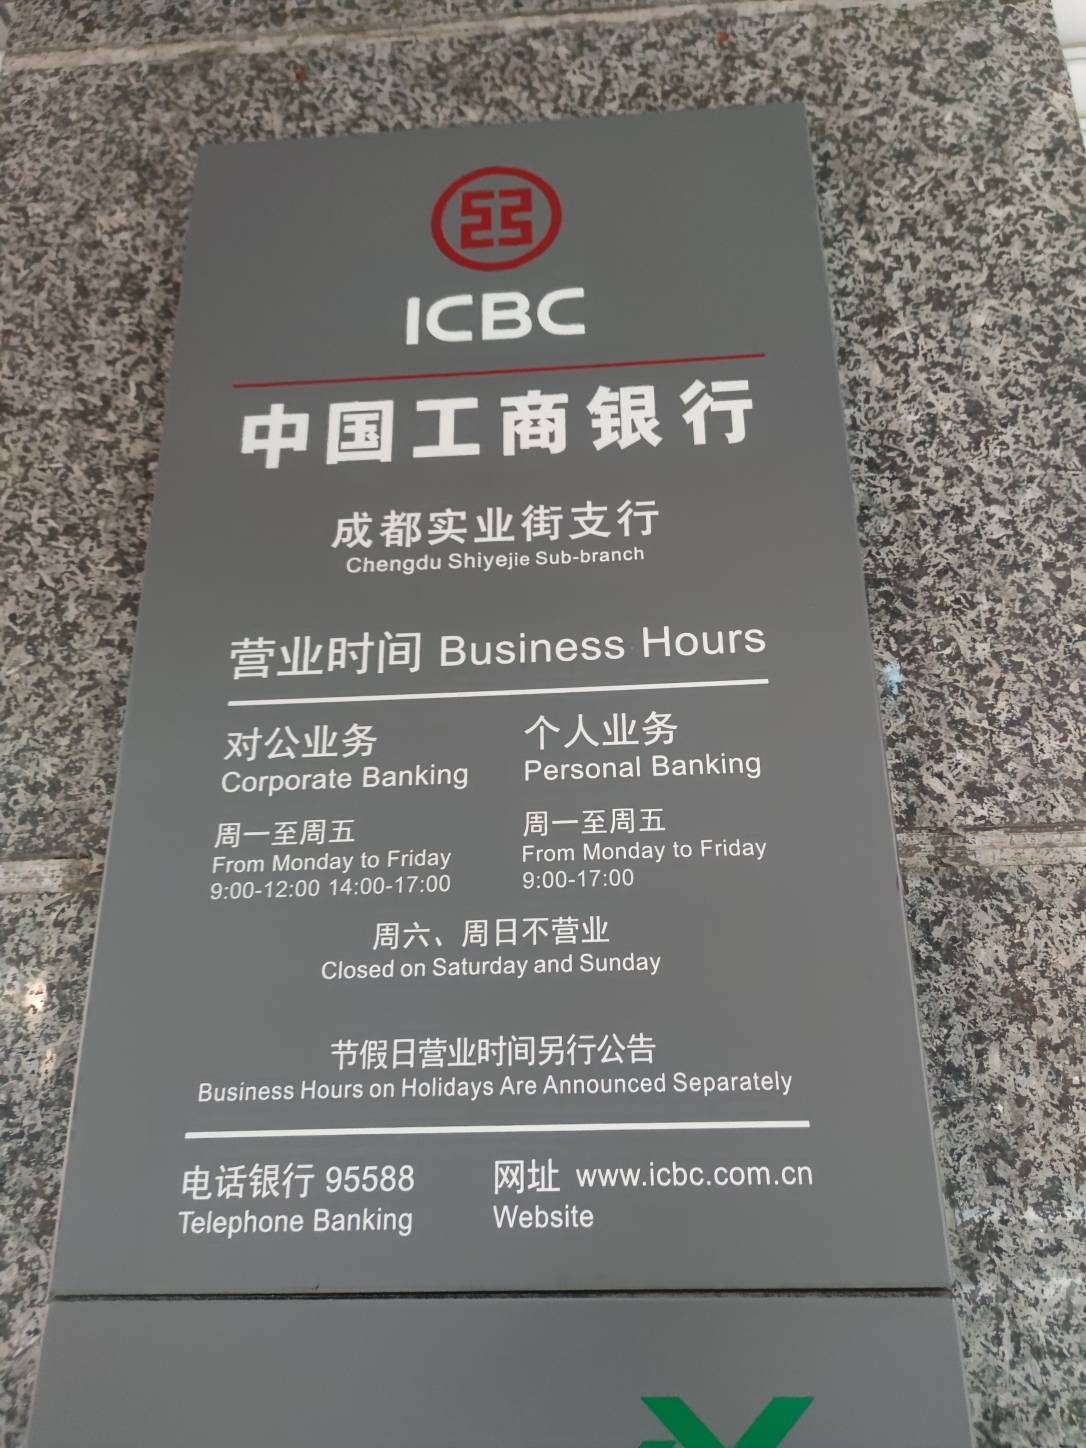 ICBC
中国工商银行
成都实业街支行
Chengdu Shiyejie Sub-branch
营业时间 Business Hours
对公业务
Corporate Banking
周一至周五
From Monday to Friday
9:00-12:00 14:00-17:00
个人业务
Personal Banking
周一至周五
From Monday to Friday
9:00-17:00
周六、周日不营业
Closed on Saturday and Sunday
节假日营业时间另行公告
Business Hours on Holidays Are Announced Separately
电话银行 95588
Telephone Banking
网址 www.icbc.com.cn
Website